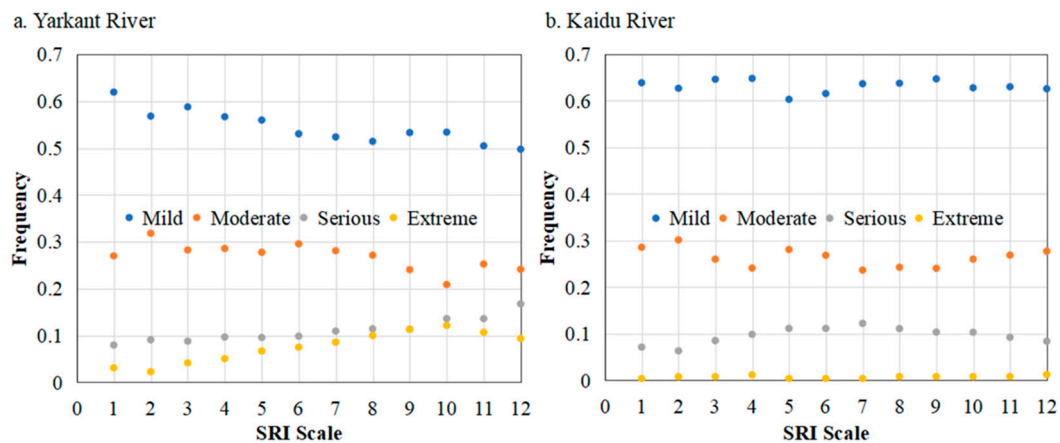 a. Yarkant River
0.7
0.6
0.5
0.4
0.3
0.2
0.1
0
Frequency
Mild Moderate Serious Extreme
0 1 2 3 4 5 6 7 8 9 10 11 12
SRI Scale
b. Kaidu River
0.7
0.6
0.5
0.4
0.3
0.2
0.1
0
Frequency
Mild Moderate Serious Extreme
0 1 2 3 4 5 6 7 8 9 10 11 12
SRI Scale